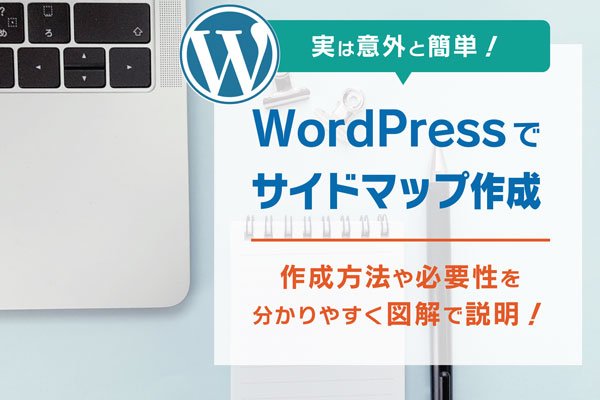 W
実は意外と簡単！
WordPressで
サイドマップ作成
作成方法や必要性を
分かりやすく図解で説明！